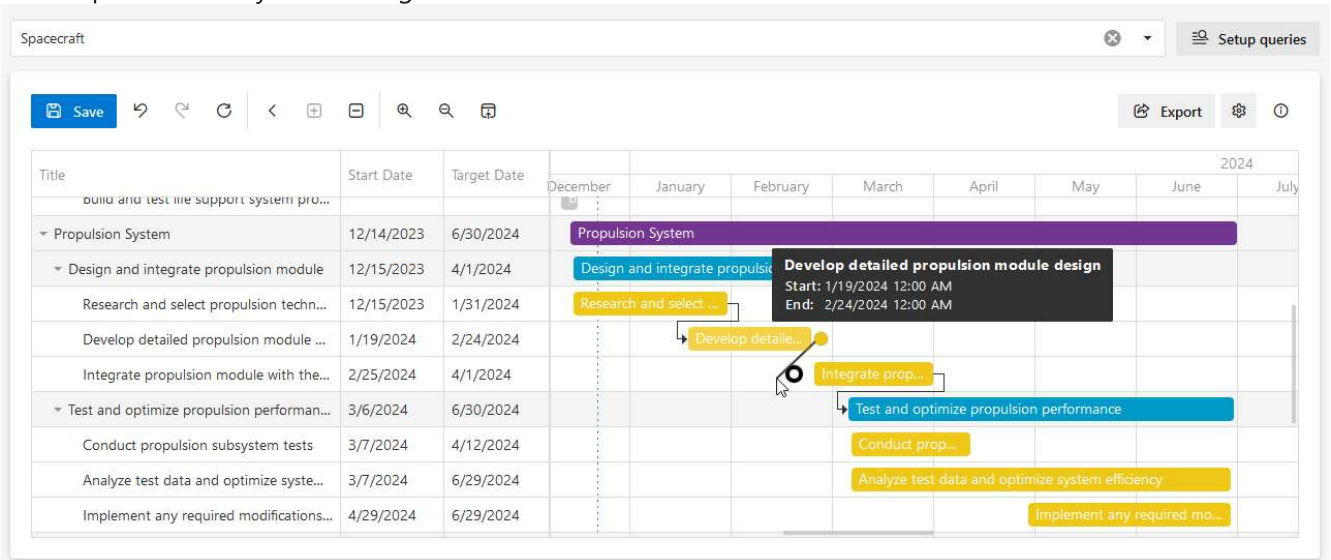 Spacecraft
Setup queries
Save
Export
Title Start Date Target Date
2024
December January February March April May June July
Build and test life support system pro...
Propulsion System 12/14/2023 6/30/2024 Propulsion System
Design and integrate propulsion module 12/15/2023 4/1/2024 Design and integrate propulsio
Develop detailed propulsion module design
Start: 1/19/2024 12:00 AM
End: 2/24/2024 12:00 AM
Research and select propulsion techn... 12/15/2023 1/31/2024 Research and select ...
Develop detailed propulsion module ... 1/19/2024 2/24/2024 Develop detaile...
Integrate propulsion module with the... 2/25/2024 4/1/2024 Integrate prop...
Test and optimize propulsion performan... 3/6/2024 6/30/2024 Test and optimize propulsion performance
Conduct propulsion subsystem tests 3/7/2024 4/12/2024 Conduct prop...
Analyze test data and optimize syste... 3/7/2024 6/29/2024 Analyze test data and optimize system efficiency
Implement any required modifications... 4/29/2024 6/29/2024 Implement any required mo...